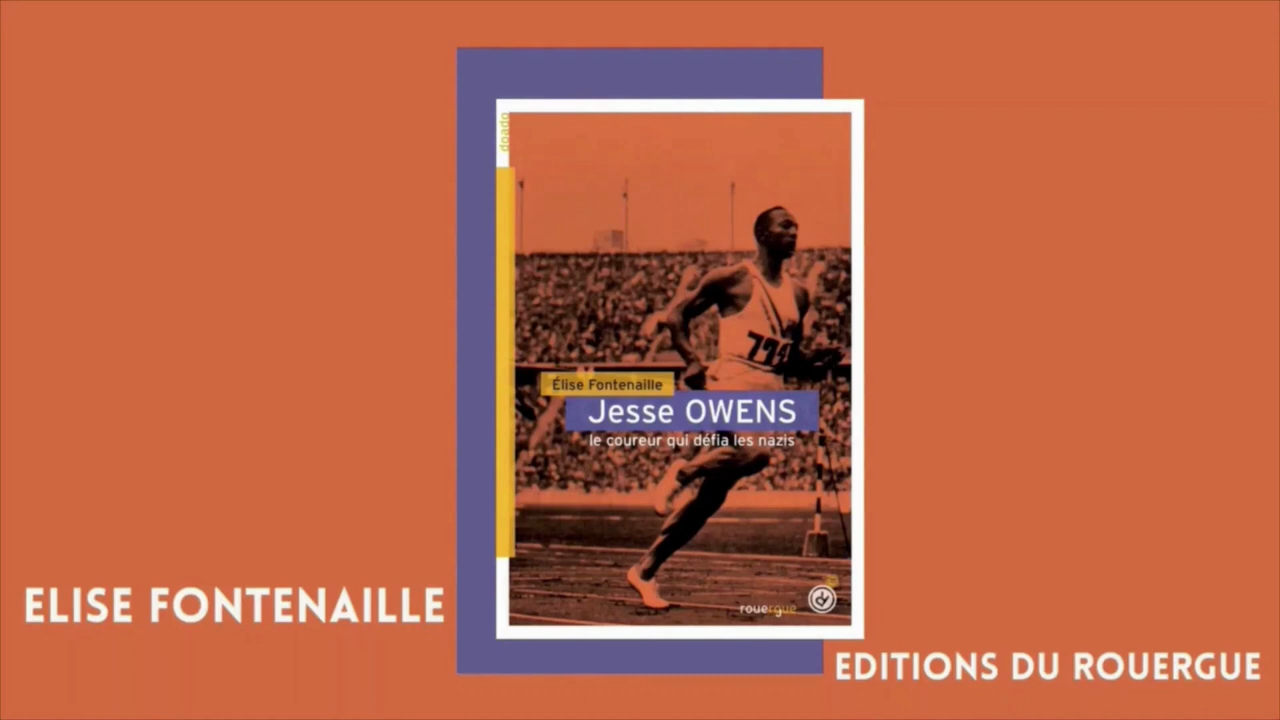 doado
Élise Fontenaille
Jesse OWENS
le coureur qui défia les nazis
rouergue
ELISE FONTENAILLE
EDITIONS DU ROUERGUE